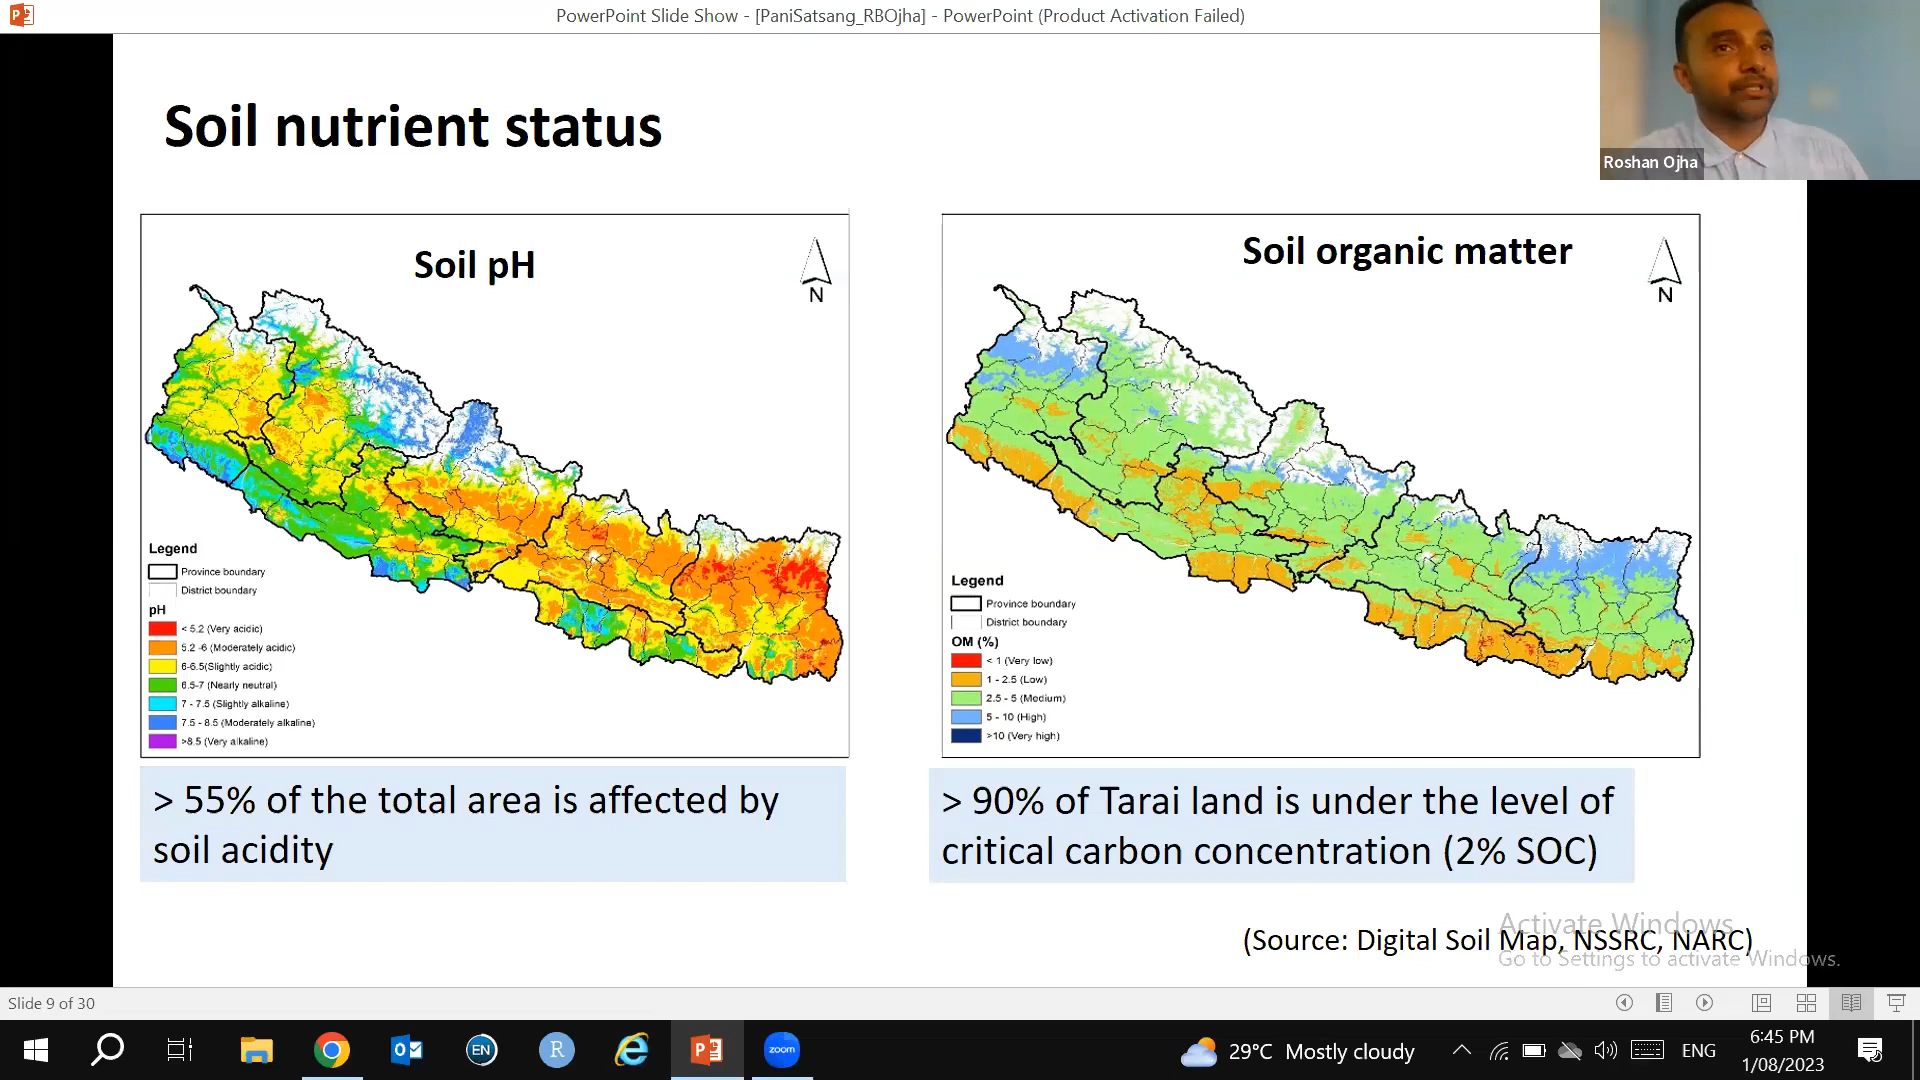 PowerPoint Slide Show - [PaniSatsang_RBOjha] - PowerPoint (Product Activation Failed)
Roshan Ojha
Soil nutrient status
Soil pH
N
Legend
Province boundary
District boundary
pH
< 5.2 (Very acidic)
5.2 -6 (Moderately acidic)
6-6.5(Slightly acidic)
6.5-7 (Nearly neutral)
7 - 7.5 (Slightly alkaline)
7.5 - 8.5 (Moderately alkaline)
>8.5 (Very alkaline)
> 55% of the total area is affected by
soil acidity
Soil organic matter
N
Legend
Province boundary
District boundary
OM (%)
< 1 (Very low)
1 - 2.5 (Low)
2.5 - 5 (Medium)
5 - 10 (High)
>10 (Very high)
> 90% of Tarai land is under the level of
critical carbon concentration (2% SOC)
(Source: Digital Soil Map, NSSRC, NARC)
Activate Windows
Go to Settings to activate Windows.
Slide 9 of 30
EN
R
zoom
29°C Mostly cloudy
ENG
6:45 PM
1/08/2023